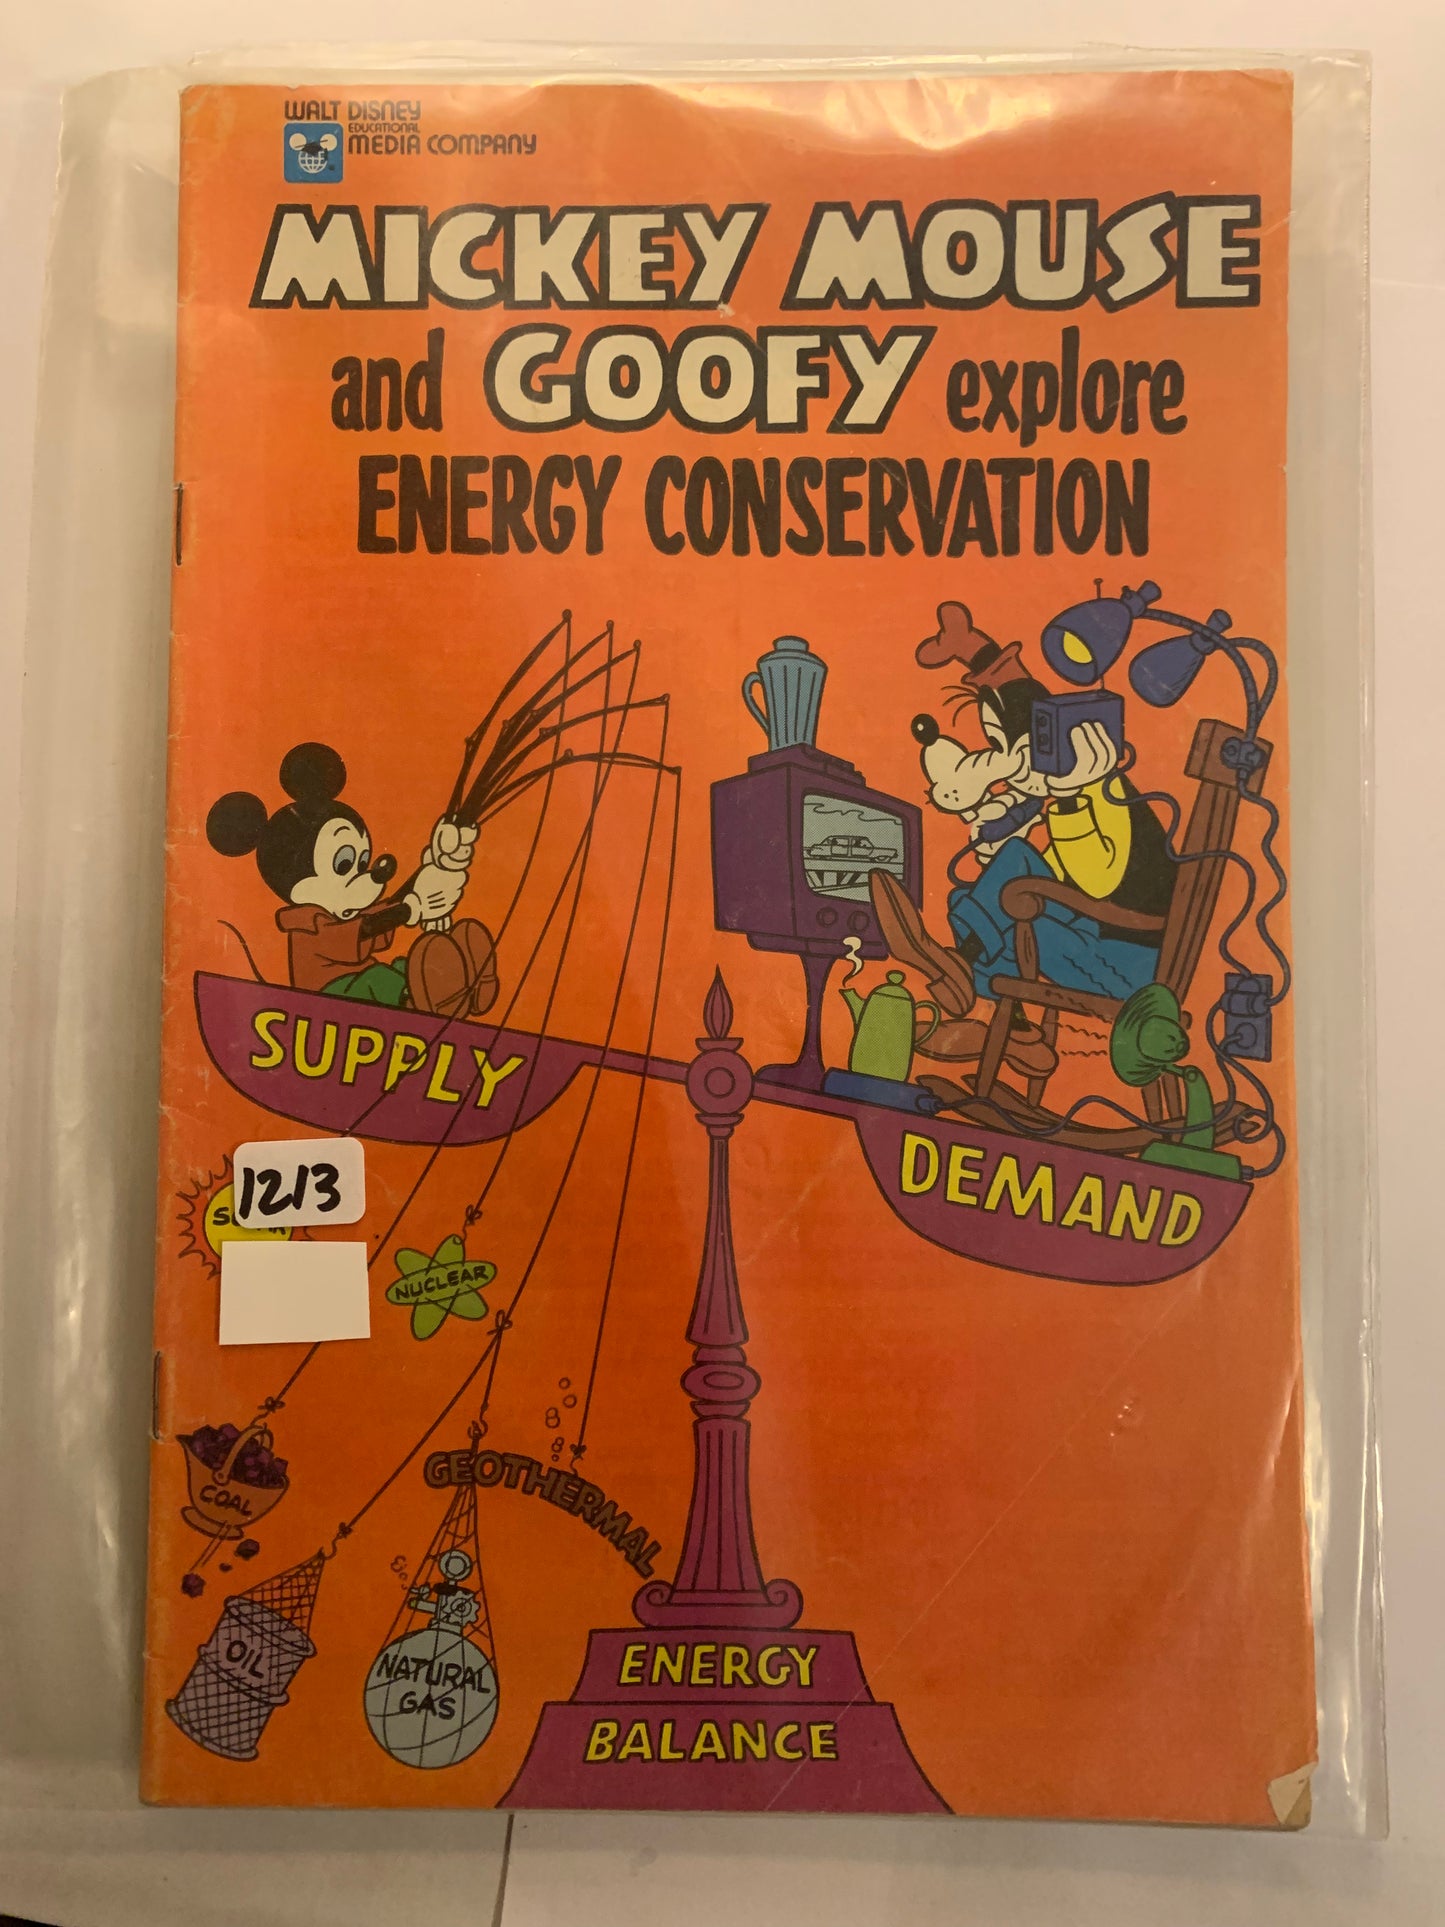 WALT DISNEY
EDUCATIONAL
MEDIA COMPANY
MICKEY MOUSE
and GOOFY explore
ENERGY CONSERVATION
SUPPLY
DEMAND
1213
NUCLEAR
COAL
GEOTHERMAL
OIL
NATURAL
GAS
ENERGY
BALANCE